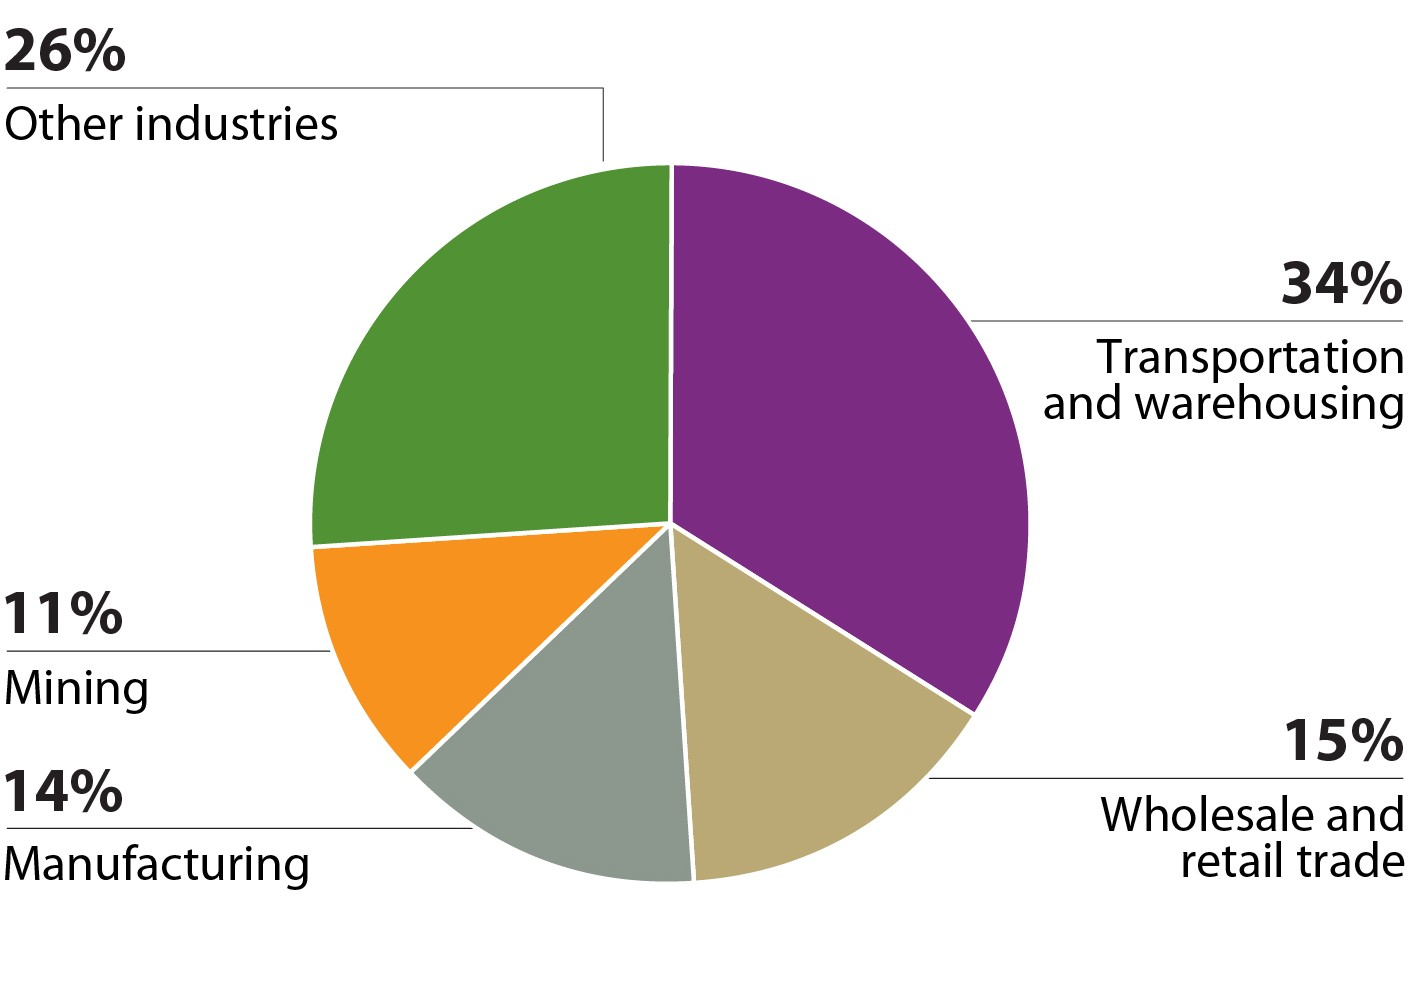 26%
Other industries
34%
Transportation
and warehousing
11%
Mining
15%
Wholesale and
retail trade
14%
Manufacturing